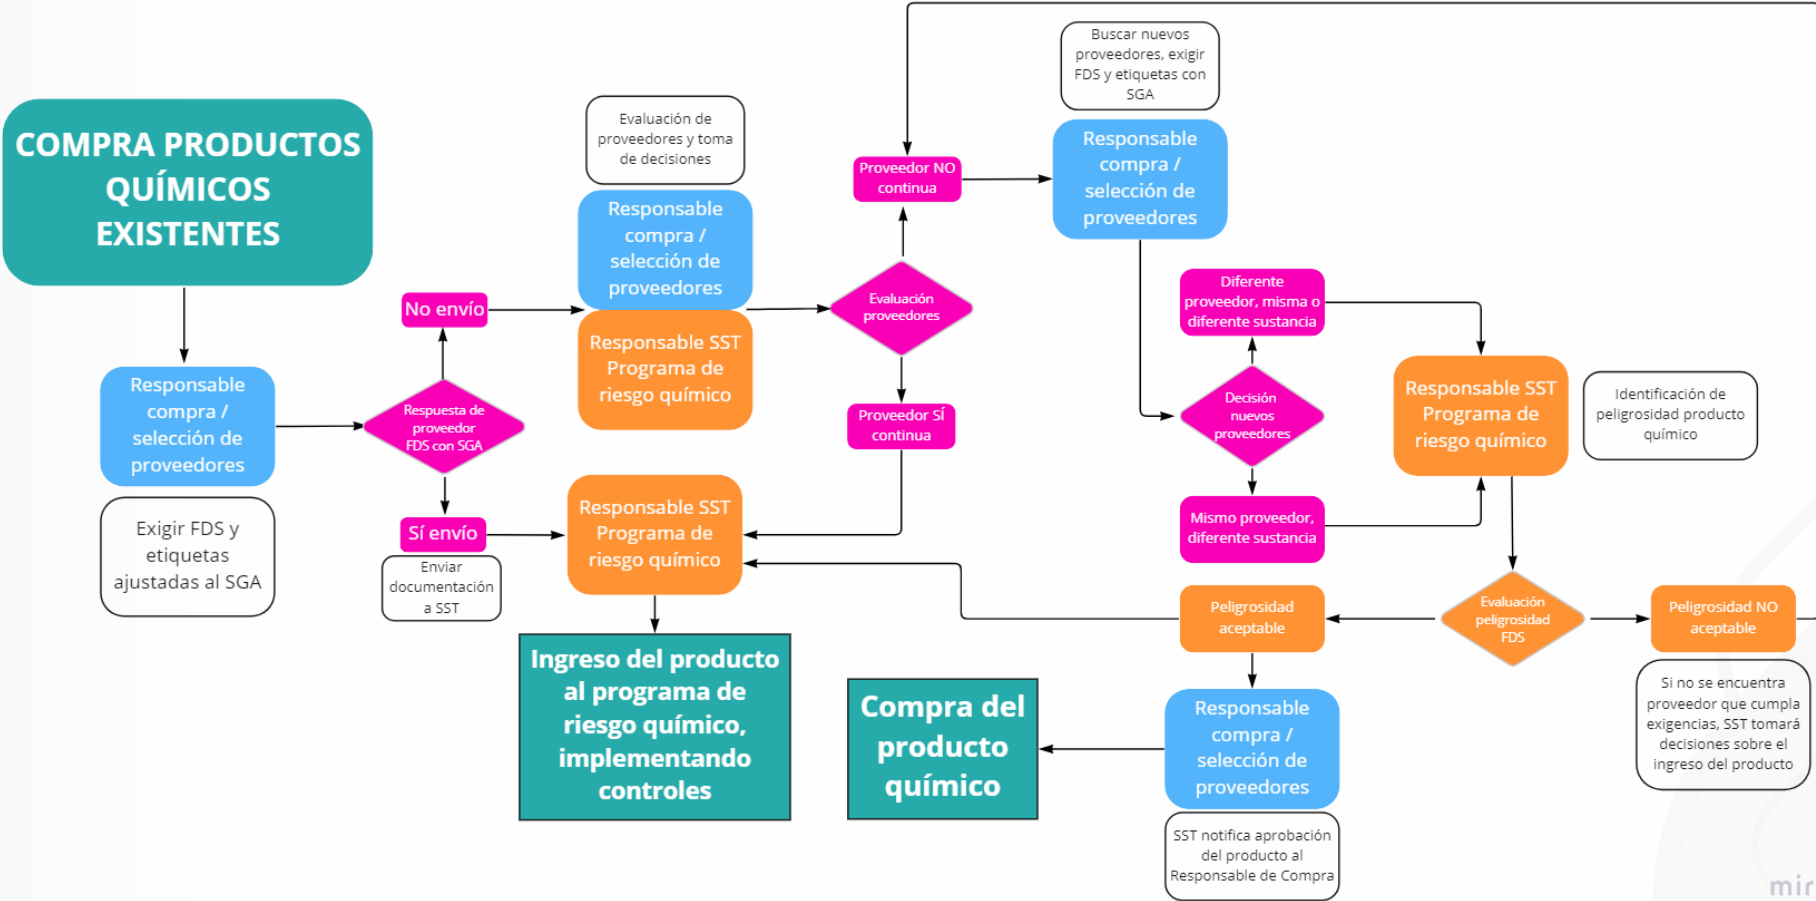 COMPRA PRODUCTOS
QUÍMICOS
EXISTENTES
Responsable
compra /
selección de
proveedores
Exigir FDS y
etiquetas
ajustadas al SGA
Respuesta de
proveedor
FDS con SGA
No envío
Sí envío
Enviar
documentación
a SST
Evaluación de
proveedores y toma
de decisiones
Responsable
compra /
selección de
proveedores
Responsable SST
Programa de
riesgo químico
Responsable SST
Programa de
riesgo químico
Ingreso del producto
al programa de
riesgo químico,
implementando
controles
Evaluación
proveedores
Proveedor NO
continua
Proveedor SÍ
continua
Buscar nuevos
proveedores, exigir
FDS y etiquetas con
SGA
Responsable
compra /
selección de
proveedores
Diferente
proveedor, misma o
diferente sustancia
Decisión
nuevos
proveedores
Mismo proveedor,
diferente sustancia
Responsable SST
Programa de
riesgo químico
Identificación de
peligrosidad producto
químico
Evaluación
peligrosidad
FDS
Peligrosidad
aceptable
Peligrosidad NO
aceptable
Si no se encuentra
proveedor que cumpla
exigencias, SST tomará
decisiones sobre el
ingreso del producto
Responsable
compra /
selección de
proveedores
SST notifica aprobación
del producto al
Responsable de Compra
Compra del
producto
químico
mir